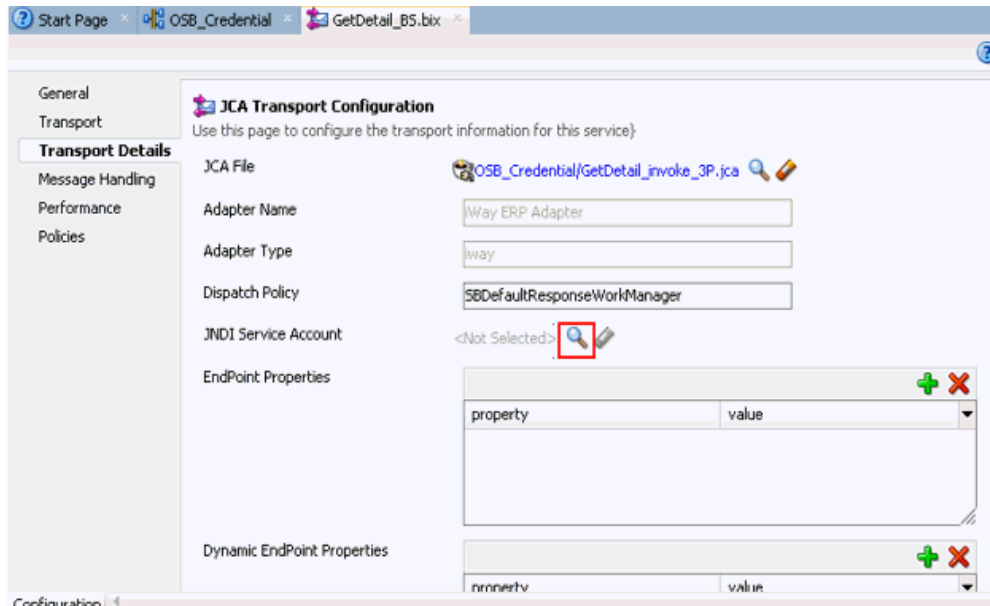 Start Page
OSB_Credential
GetDetail_BS.bix
General
Transport
Transport Details
Message Handling
Performance
Policies
JCA Transport Configuration
Use this page to configure the transport information for this service}
JCA File
OSB_Credential/GetDetail_invoke_3P.jca
Adapter Name
iWay ERP Adapter
Adapter Type
iway
Dispatch Policy
SBDefaultResponseWorkManager
JNDI Service Account
<Not Selected>
EndPoint Properties
property value
Dynamic EndPoint Properties
property value
Configuration